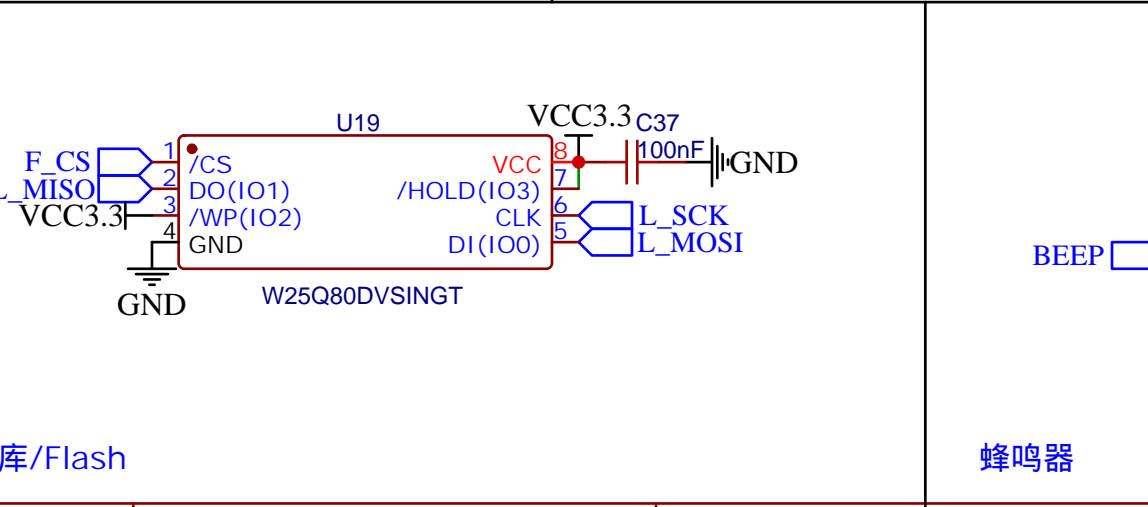 U19
VCC3.3
C37
100nF
GND
F_CS
1
/CS
VCC
8
L_MISO
2
DO(IO1)
/HOLD(IO3)
7
VCC3.3
3
/WP(IO2)
CLK
6
L_SCK
4
GND
DI(IO0)
5
L_MOSI
GND
W25Q80DVSINGT
BEEP
库/Flash
蜂鸣器